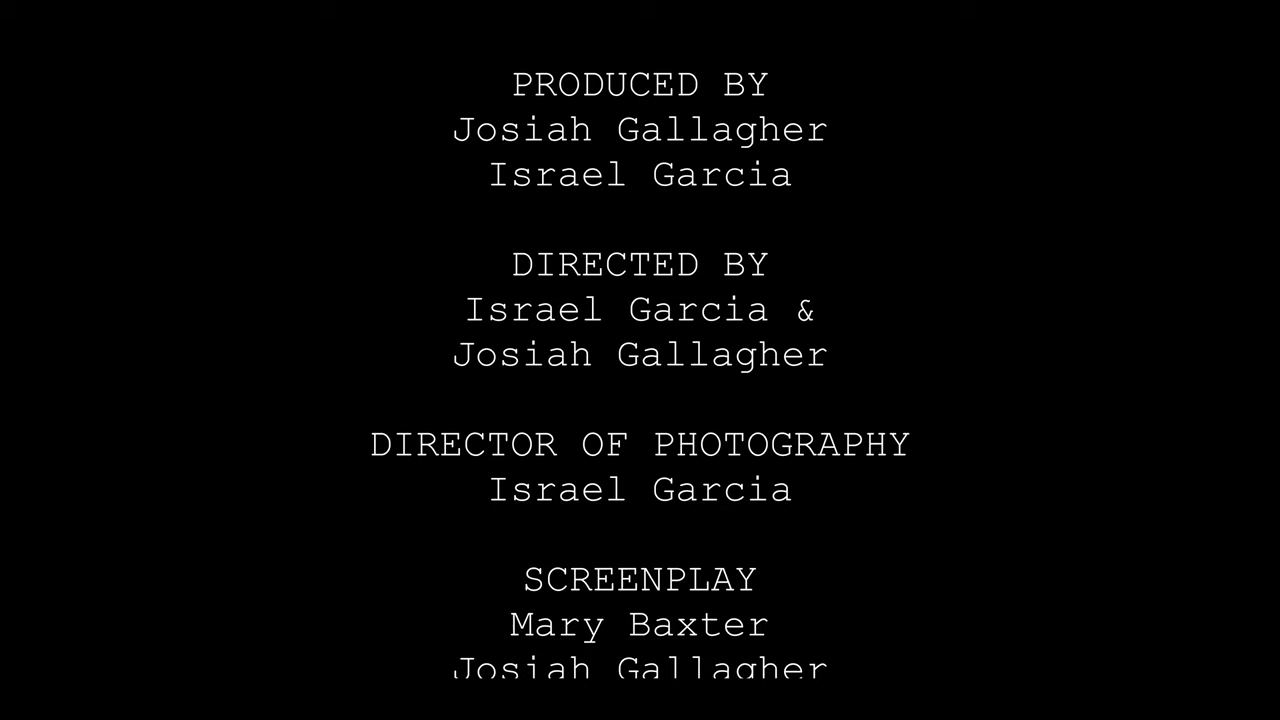 PRODUCED BY
Josiah Gallagher
Israel Garcia
DIRECTED BY
Israel Garcia &
Josiah Gallagher
DIRECTOR OF PHOTOGRAPHY
Israel Garcia
SCREENPLAY
Mary Baxter
Josiah Gallagher